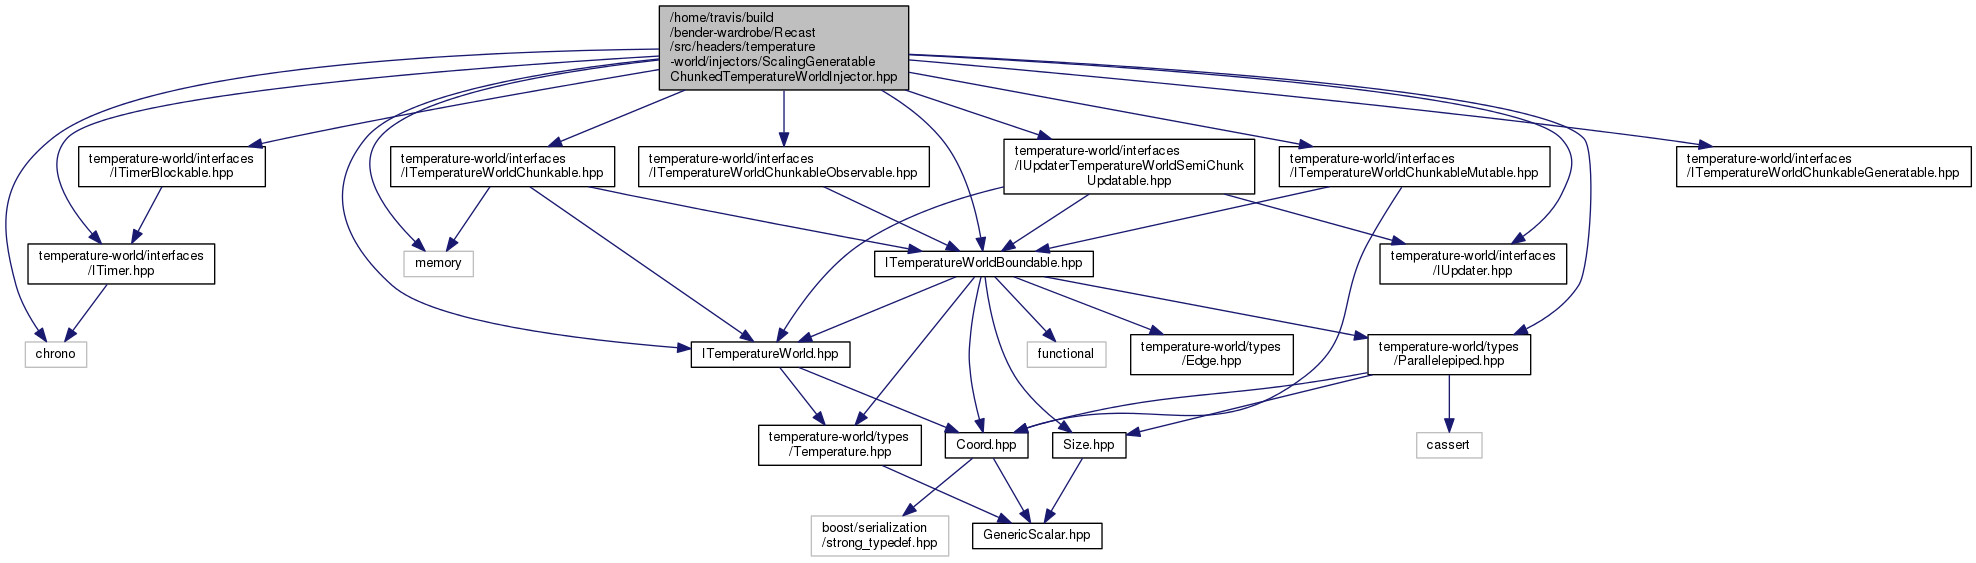 /home/travis/build
/bender-wardrobe/Recast
/src/headers/temperature
-world/injectors/ScalingGeneratable
ChunkedTemperatureWorldInjector.hpp
temperature-world/interfaces
/ITimerBlockable.hpp
temperature-world/interfaces
/ITemperatureWorldChunkable.hpp
temperature-world/interfaces
/ITemperatureWorldChunkableObservable.hpp
temperature-world/interfaces
/IUpdaterTemperatureWorldSemiChunk
Updatable.hpp
temperature-world/interfaces
/ITemperatureWorldChunkableMutable.hpp
temperature-world/interfaces
/ITemperatureWorldChunkableGeneratable.hpp
temperature-world/interfaces
/ITimer.hpp
memory
ITemperatureWorldBoundable.hpp
temperature-world/interfaces
/IUpdater.hpp
chrono
ITemperatureWorld.hpp
functional
temperature-world/types
/Edge.hpp
temperature-world/types
/Parallelepiped.hpp
temperature-world/types
/Temperature.hpp
Coord.hpp
Size.hpp
cassert
boost/serialization
/strong_typedef.hpp
GenericScalar.hpp